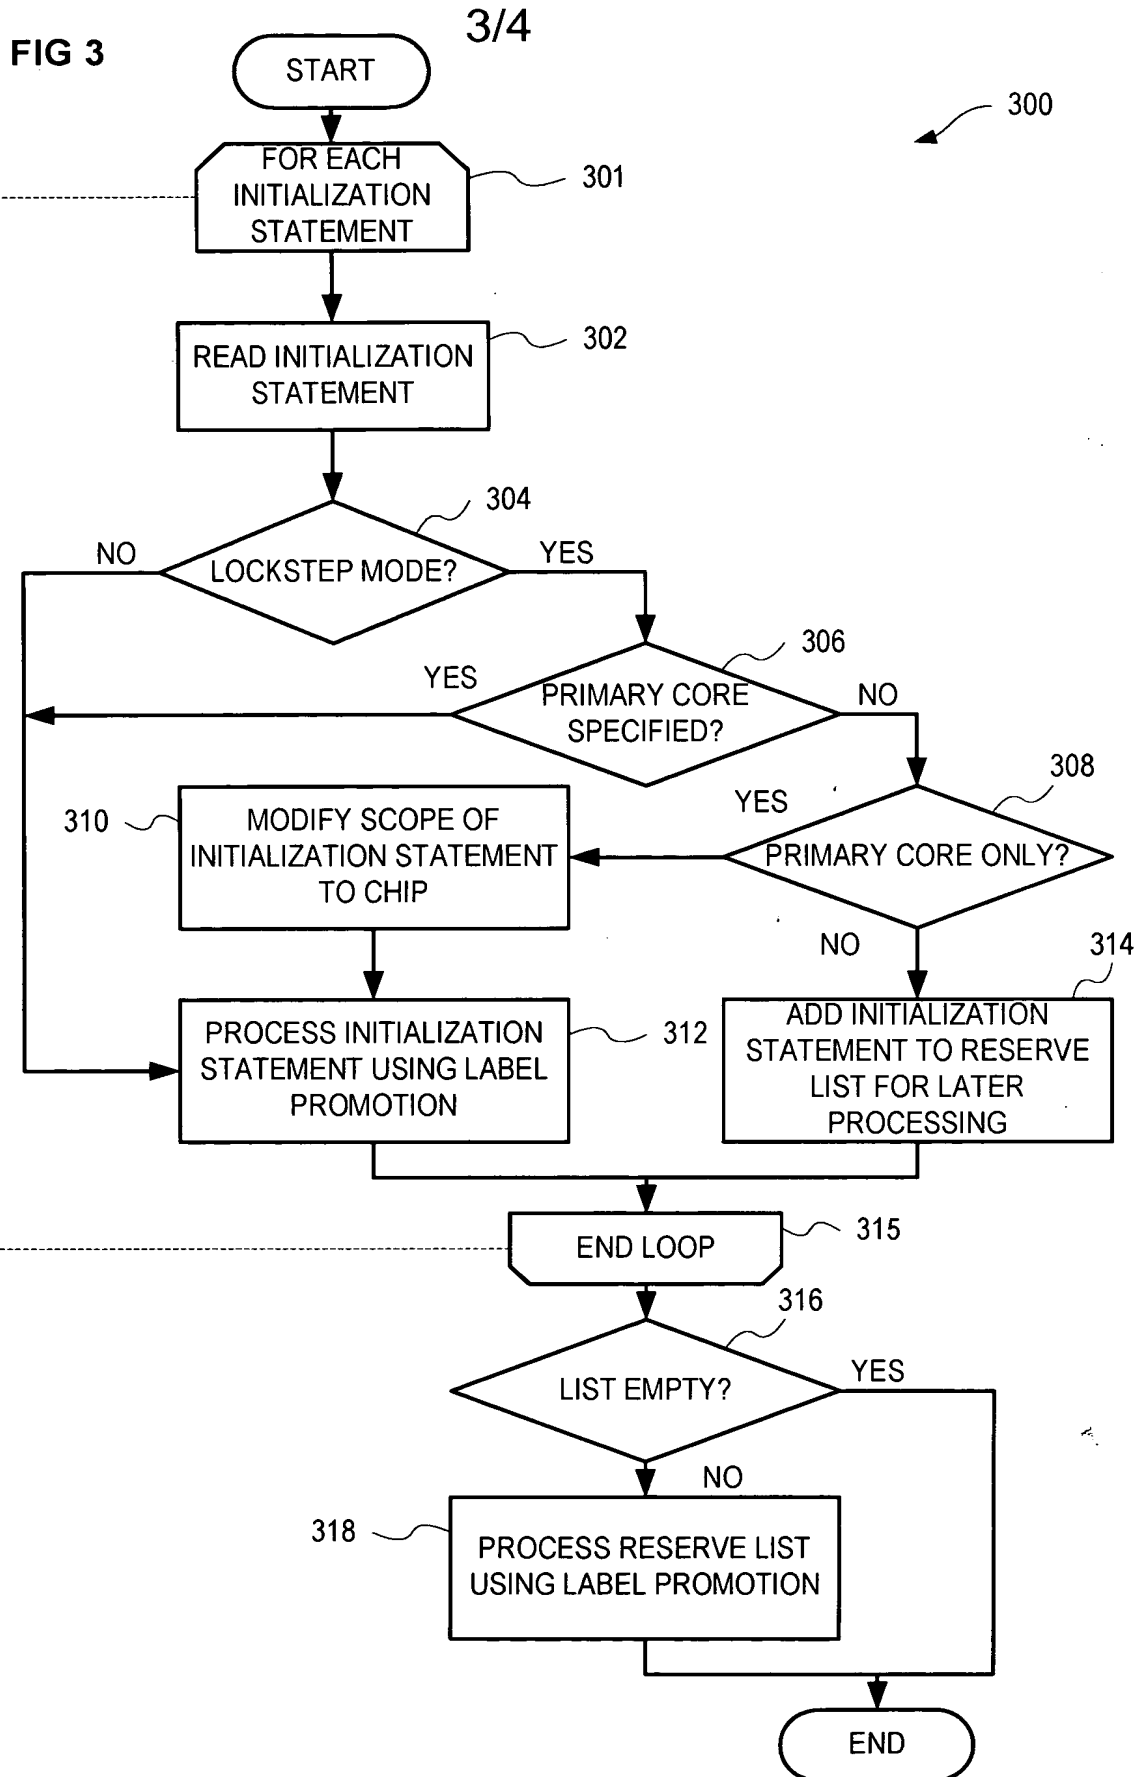 3/4
FIG 3
START
300
FOR EACH
INITIALIZATION
STATEMENT
301
READ INITIALIZATION
STATEMENT
302
304
NO
YES
LOCKSTEP MODE?
306
YES
PRIMARY CORE
SPECIFIED?
NO
308
YES
PRIMARY CORE ONLY?
310
MODIFY SCOPE OF
INITIALIZATION STATEMENT
TO CHIP
NO
314
PROCESS INITIALIZATION
STATEMENT USING LABEL
PROMOTION
312
ADD INITIALIZATION
STATEMENT TO RESERVE
LIST FOR LATER
PROCESSING
END LOOP
315
316
LIST EMPTY?
YES
NO
318
PROCESS RESERVE LIST
USING LABEL PROMOTION
END